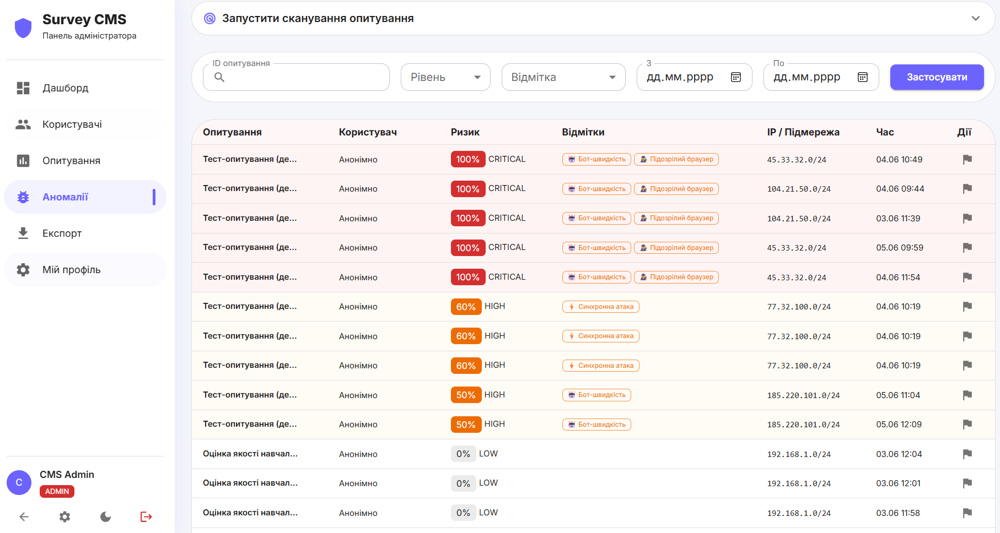 Survey CMS
Панель адміністратора
Дашборд
Користувачі
Опитування
Аномалії
Експорт
Мій профіль
C
CMS Admin
ADMIN
Запустити сканування опитування
ID опитування
Рівень
Відмітка
З
дд.мм.рррр
По
дд.мм.рррр
Застосувати
Опитування Користувач Ризик Відмітки IP / Підмережа Час Дії
Тест-опитування (де... Анонімно 100% CRITICAL Бот-швидкість Підозрілий браузер 45.33.32.0/24 04.06 10:49
Тест-опитування (де... Анонімно 100% CRITICAL Бот-швидкість Підозрілий браузер 104.21.50.0/24 04.06 09:44
Тест-опитування (де... Анонімно 100% CRITICAL Бот-швидкість Підозрілий браузер 104.21.50.0/24 03.06 11:39
Тест-опитування (де... Анонімно 100% CRITICAL Бот-швидкість Підозрілий браузер 45.33.32.0/24 05.06 09:59
Тест-опитування (де... Анонімно 100% CRITICAL Бот-швидкість Підозрілий браузер 45.33.32.0/24 04.06 11:54
Тест-опитування (де... Анонімно 60% HIGH Синхронна атака 77.32.100.0/24 04.06 10:19
Тест-опитування (де... Анонімно 60% HIGH Синхронна атака 77.32.100.0/24 04.06 10:19
Тест-опитування (де... Анонімно 60% HIGH Синхронна атака 77.32.100.0/24 04.06 10:19
Тест-опитування (де... Анонімно 50% HIGH Бот-швидкість 185.220.101.0/24 05.06 11:04
Тест-опитування (де... Анонімно 50% HIGH Бот-швидкість 185.220.101.0/24 05.06 12:09
Оцінка якості навчал... Анонімно 0% LOW 192.168.1.0/24 03.06 12:04
Оцінка якості навчал... Анонімно 0% LOW 192.168.1.0/24 03.06 12:01
Оцінка якості навчал... Анонімно 0% LOW 192.168.1.0/24 03.06 11:58